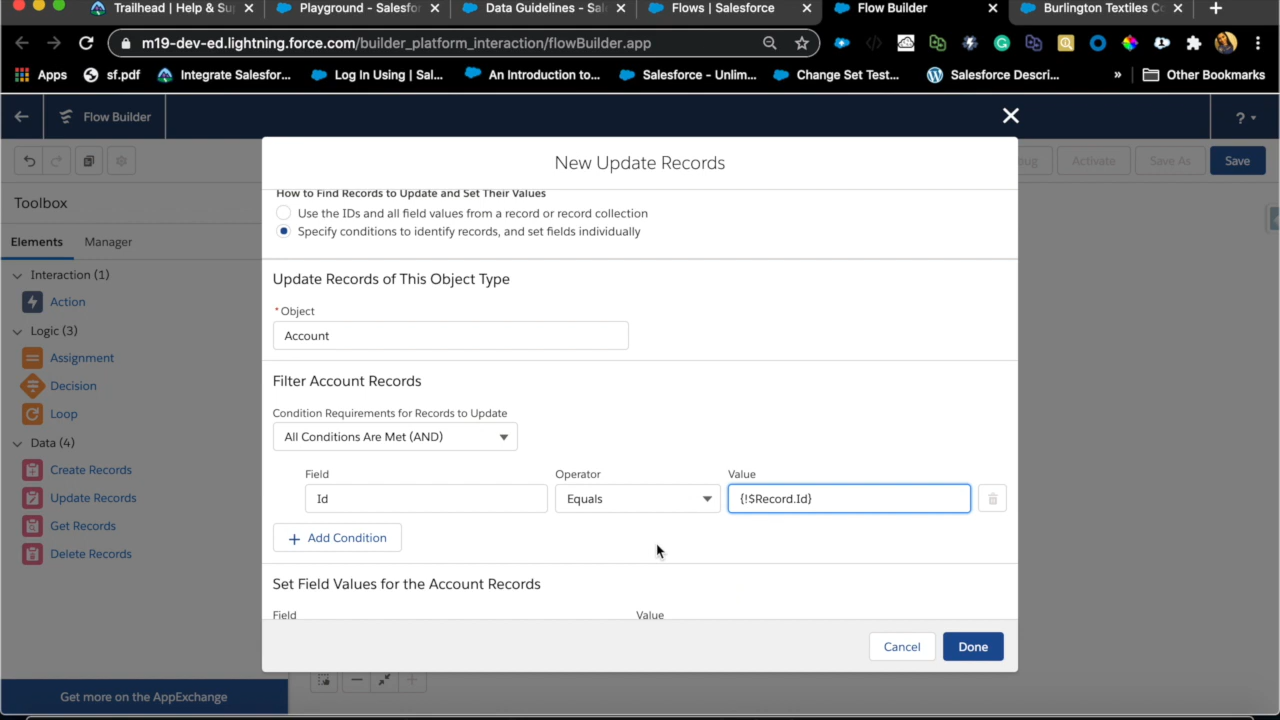 Trailhead | Help & Su
Playground - Salesfor
Data Guidelines - Sal
Flows | Salesforce
Flow Builder
Burlington Textiles Co
m19-dev-ed.lightning.force.com/builder_platform_interaction/flowBuilder.app
Apps
sf.pdf
Integrate Salesfor...
Log In Using | Sal...
An Introduction to...
Salesforce – Unlim...
Change Set Test...
Salesforce Descri...
»
Other Bookmarks
Flow Builder
?
New Update Records
Activate
Save As
Save
Toolbox
Elements
Manager
Interaction (1)
Action
Logic (3)
Assignment
Decision
Loop
Data (4)
Create Records
Update Records
Get Records
Delete Records
Get more on the AppExchange
How to Find Records to Update and Set Their Values
Use the IDs and all field values from a record or record collection
Specify conditions to identify records, and set fields individually
Update Records of This Object Type
* Object
Account
Filter Account Records
Condition Requirements for Records to Update
All Conditions Are Met (AND)
Field Operator Value
Id Equals {!$Record.Id}
+ Add Condition
Set Field Values for the Account Records
Field Value
Cancel Done